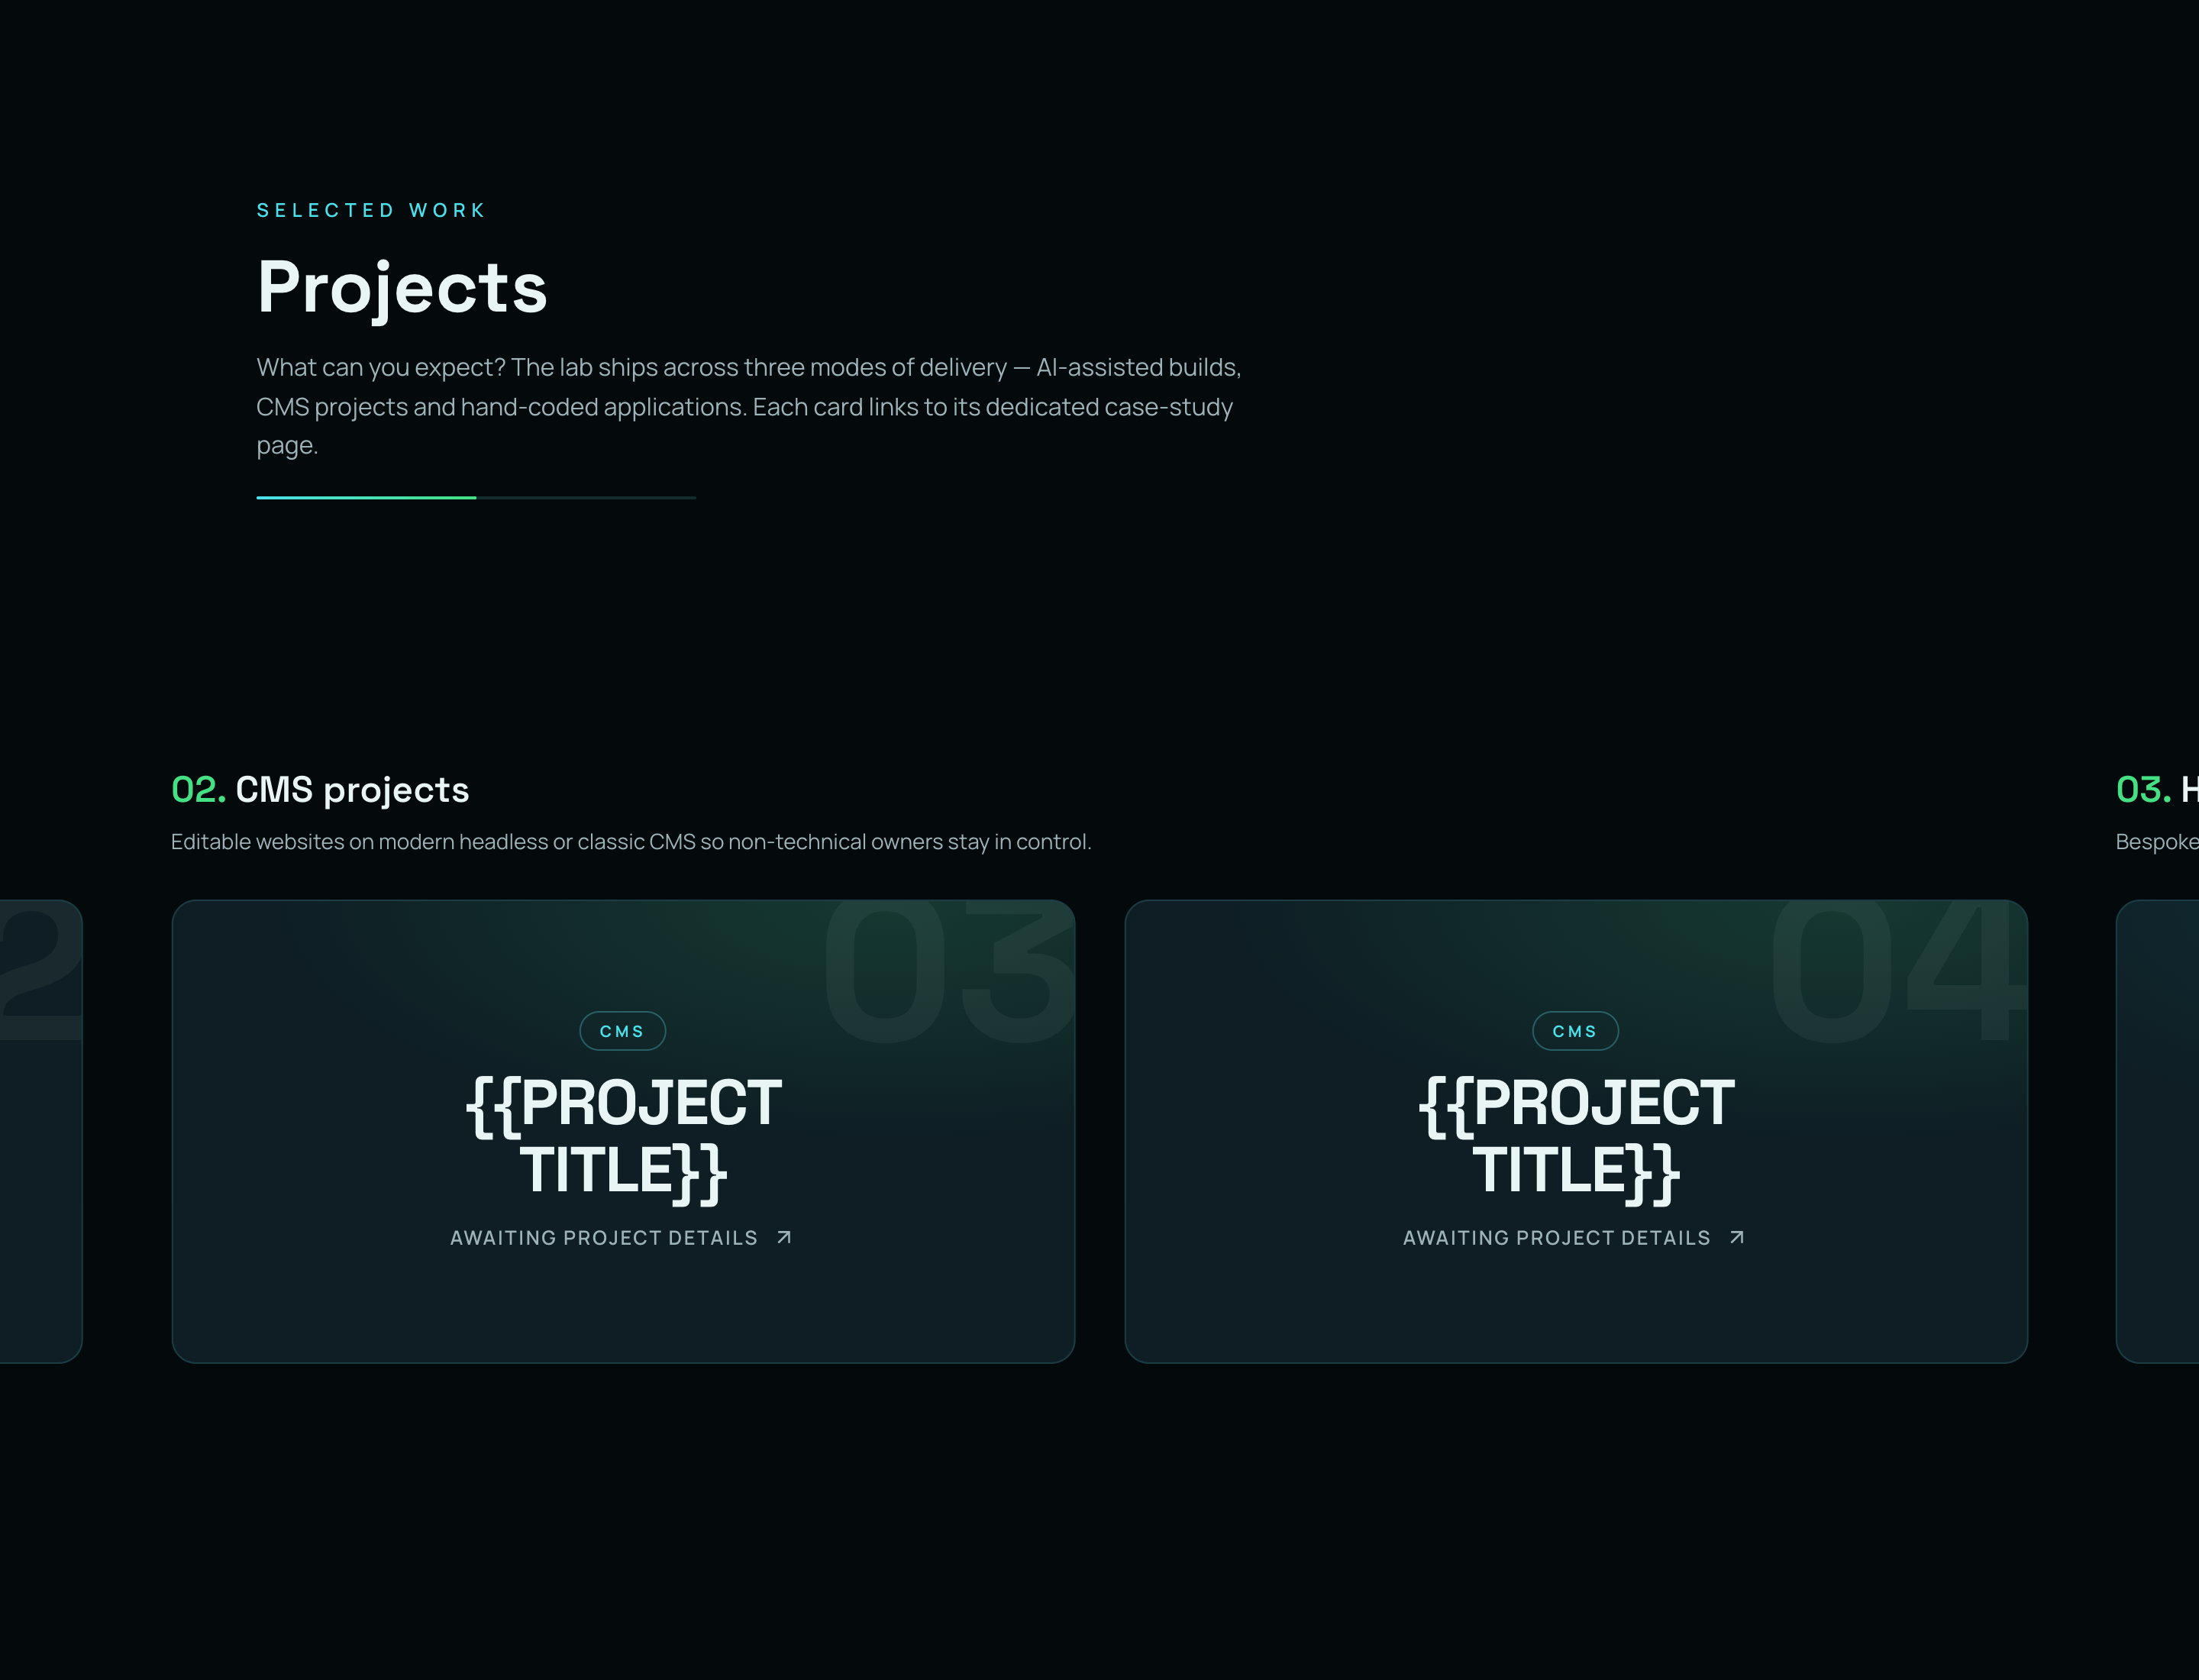 SELECTED WORK
Projects
What can you expect? The lab ships across three modes of delivery — AI-assisted builds,
CMS projects and hand-coded applications. Each card links to its dedicated case-study
page.
02. CMS projects
Editable websites on modern headless or classic CMS so non-technical owners stay in control.
03. H
Bespoke
2
03
CMS
{{PROJECT
TITLE}}
AWAITING PROJECT DETAILS
04
CMS
{{PROJECT
TITLE}}
AWAITING PROJECT DETAILS